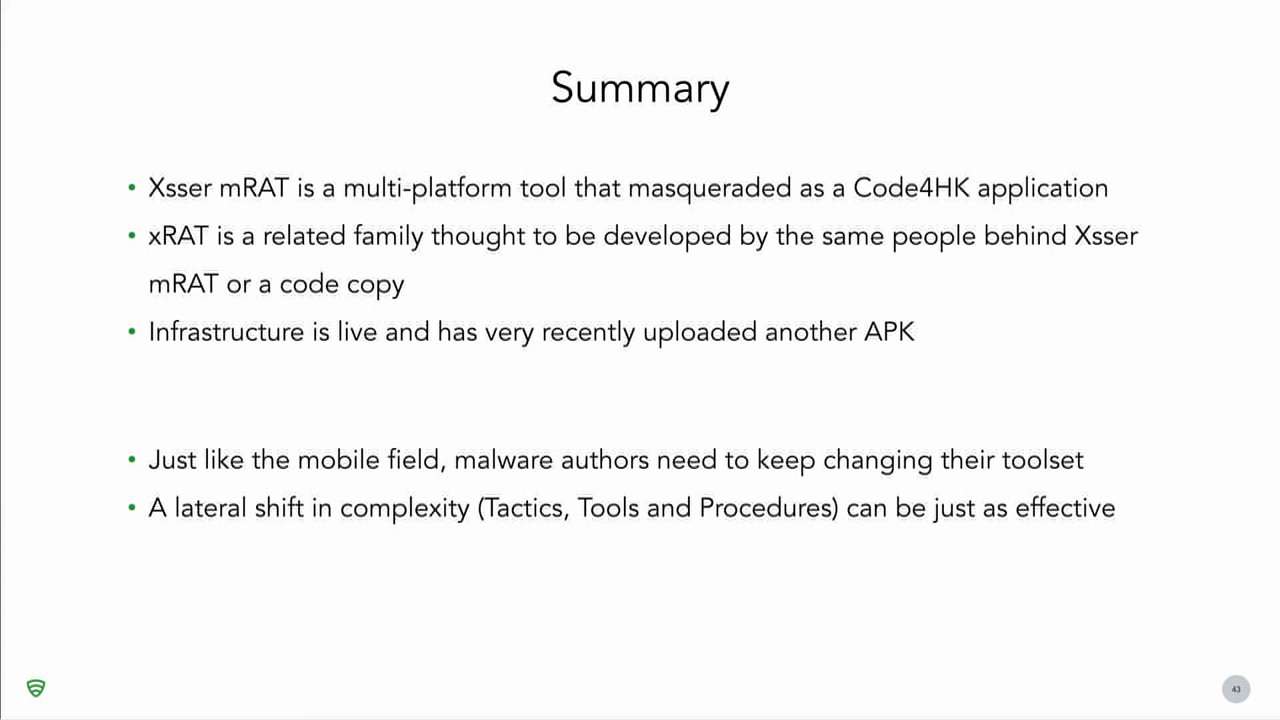 Summary
• Xsser mRAT is a multi-platform tool that masqueraded as a Code4HK application
• xRAT is a related family thought to be developed by the same people behind Xsser
mRAT or a code copy
• Infrastructure is live and has very recently uploaded another APK
• Just like the mobile field, malware authors need to keep changing their toolset
• A lateral shift in complexity (Tactics, Tools and Procedures) can be just as effective
43